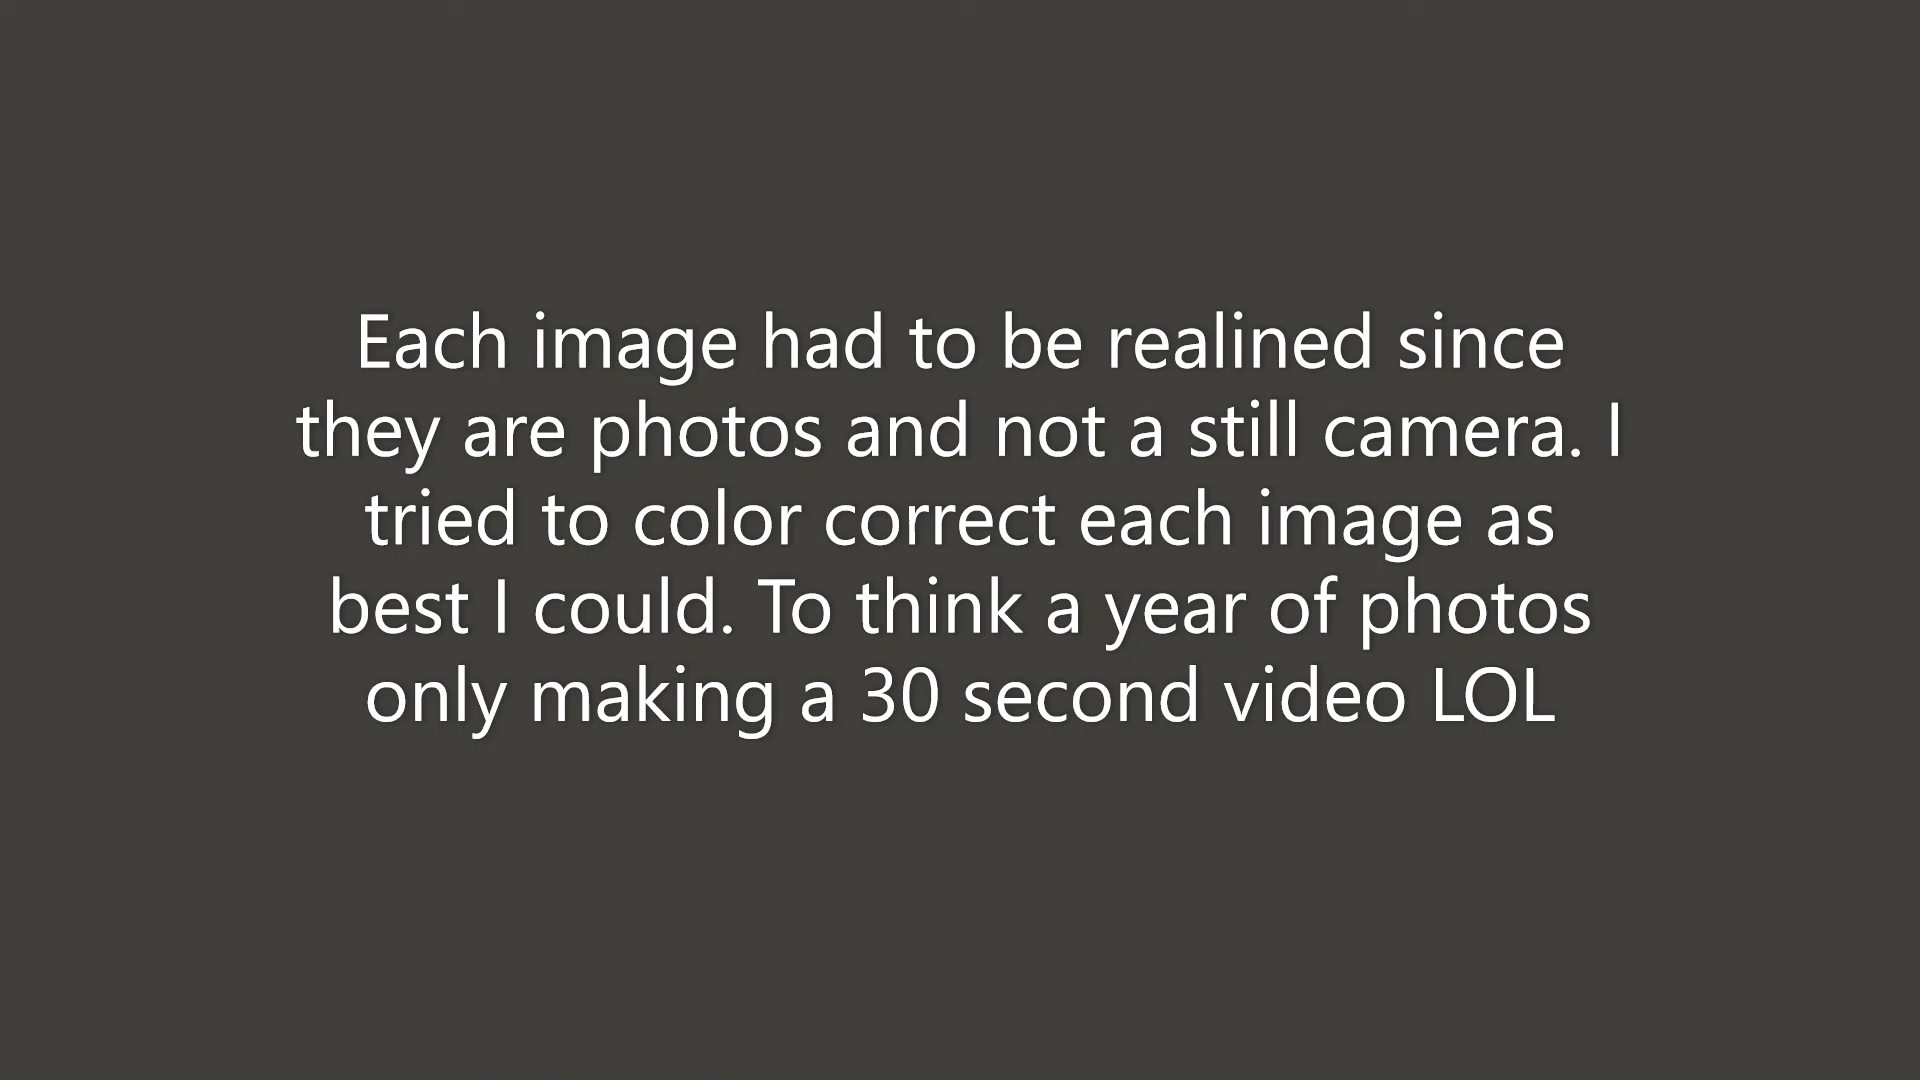 Each image had to be realined since
they are photos and not a still camera. I
tried to color correct each image as
best I could. To think a year of photos
only making a 30 second video LOL